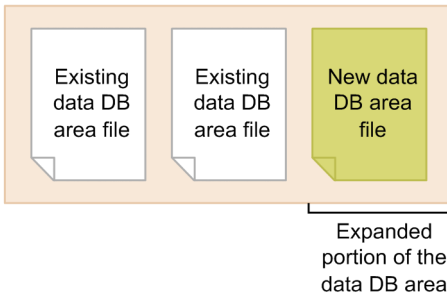 Existing
data DB
area file
Existing
data DB
area file
New data
DB area
file
Expanded
portion of the
data DB area